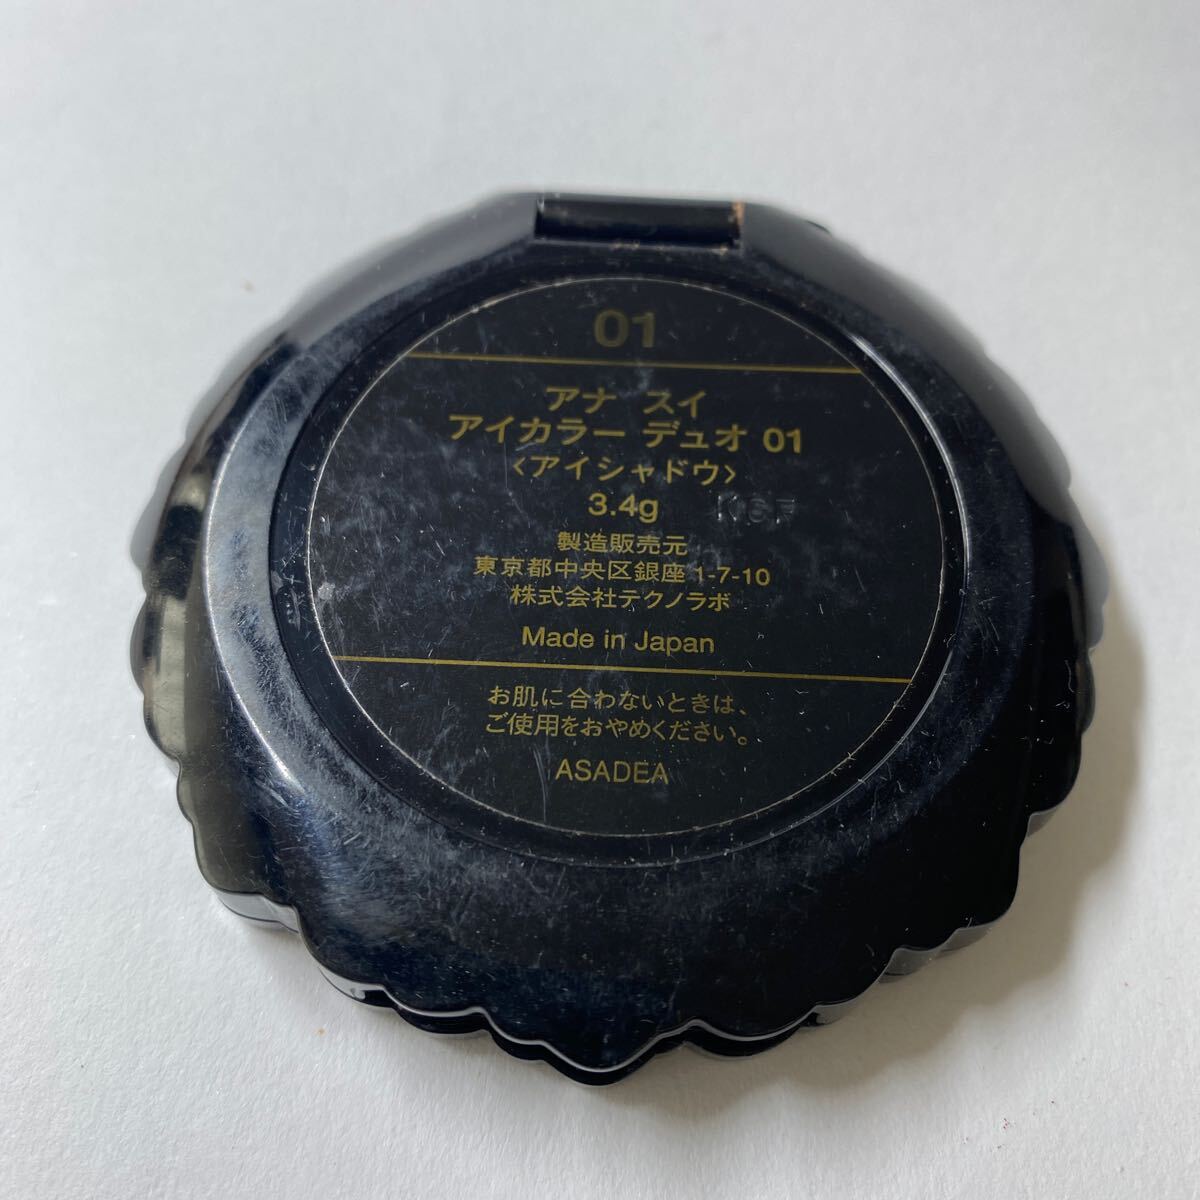 01
アナ スイ
アイカラー デュオ 01
<アイシャドウ>
3.4g
製造販売元
東京都中央区銀座1-7-10
株式会社テクノラボ
Made in Japan
お肌に合わないときは、
ご使用をおやめください。
ASADEA